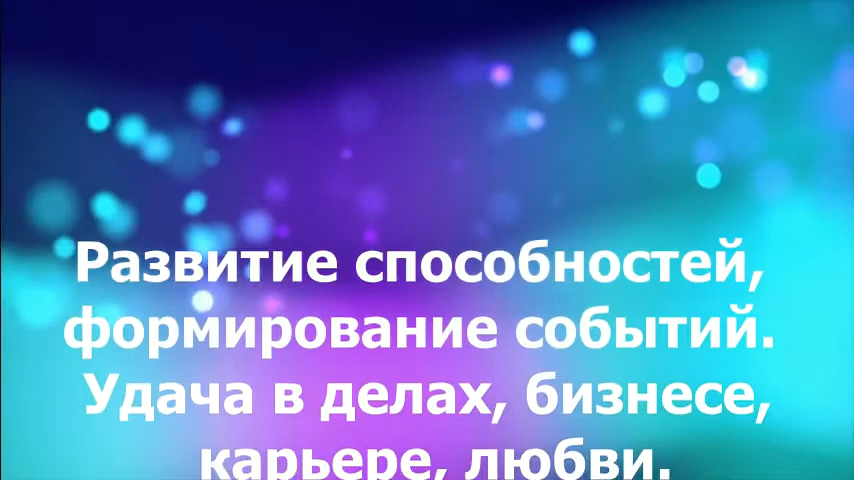 Развитие способностей,
формирование событий.
Удача в делах, бизнесе,
карьере, любви.